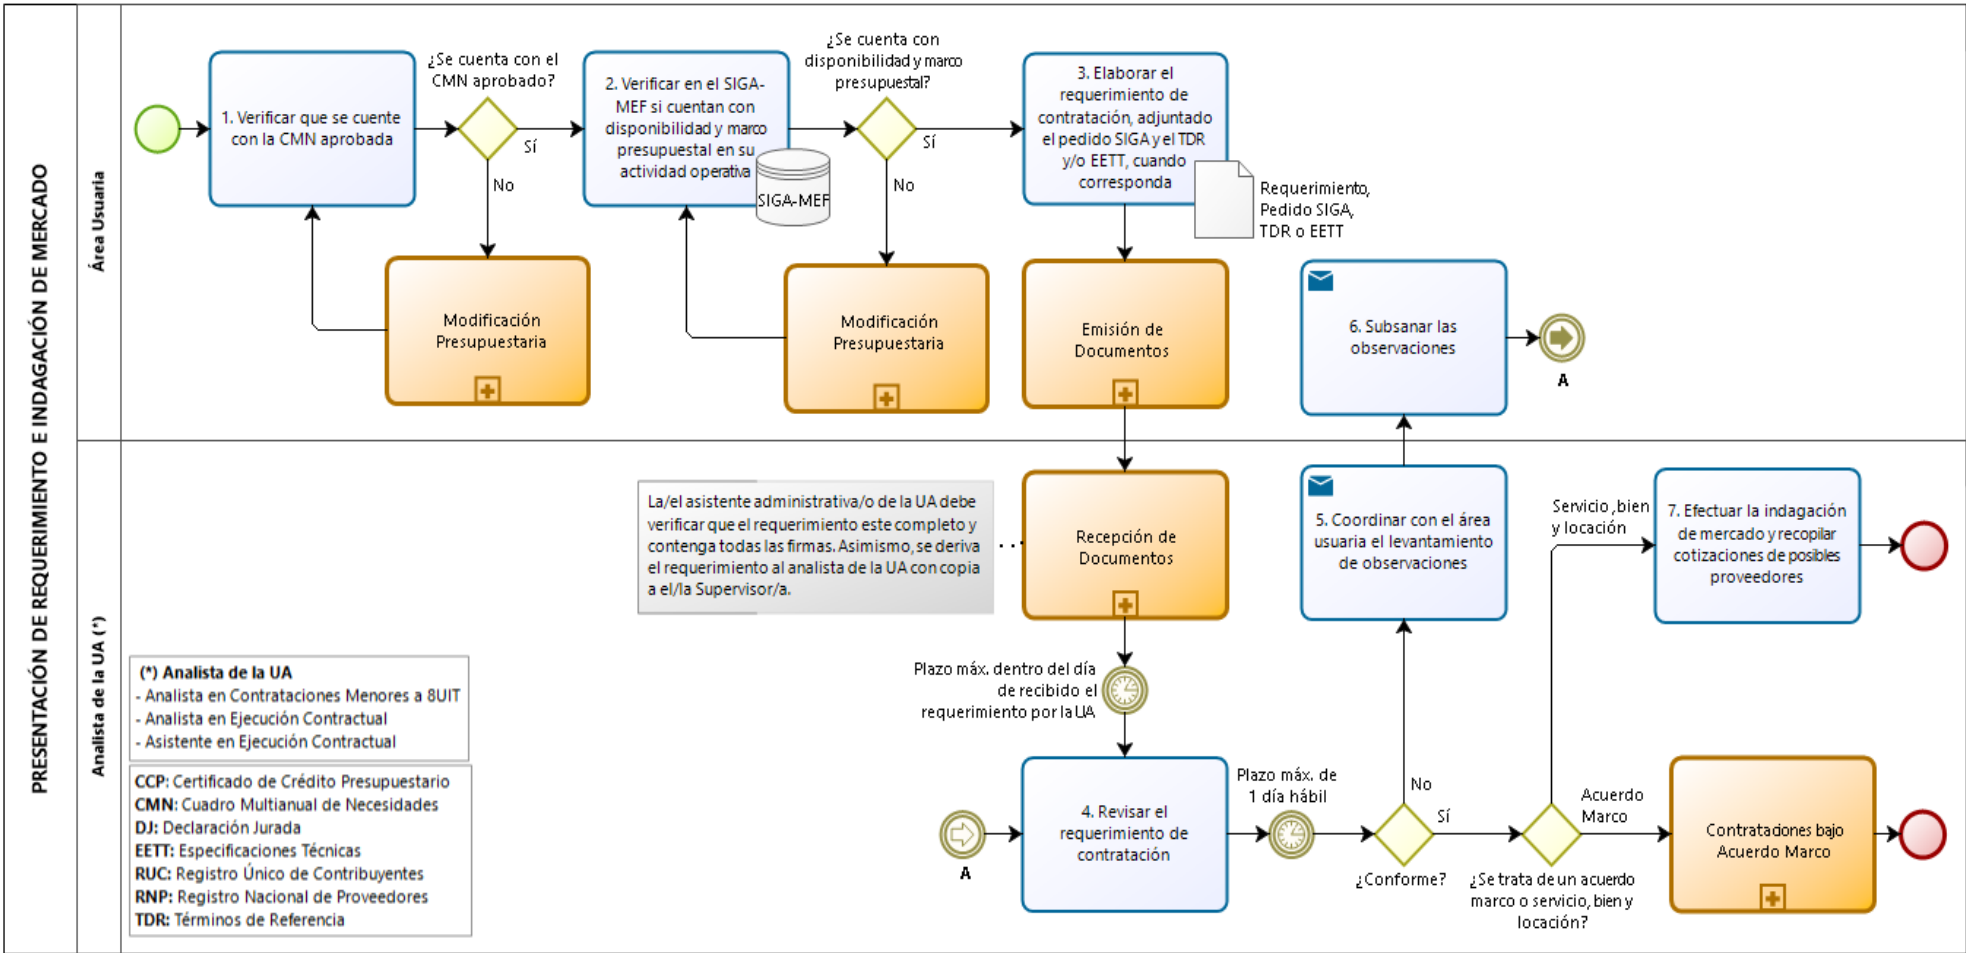 PRESENTACIÓN DE REQUERIMIENTO E INDAGACIÓN DE MERCADO
Área Usuaria
1. Verificar que se cuente
con la CMN aprobada
¿Se cuenta con el
CMN aprobado?
Sí
No
Modificación
Presupuestaria
2. Verificar en el SIGA-
MEF si cuentan con
disponibilidad y marco
presupuestal en su
actividad operativa
SIGA-MEF
¿Se cuenta con
disponibilidad y marco
presupuestal?
Sí
No
Modificación
Presupuestaria
3. Elaborar el
requerimiento de
contratación, adjuntado
el pedido SIGA y el TDR
y/o EETT, cuando
corresponda
Requerimiento,
Pedido SIGA,
TDR o EETT
Emisión de
Documentos
6. Subsanar las
observaciones
A
Analista de la UA (*)
La/el asistente administrativa/o de la UA debe
verificar que el requerimiento este completo y
contenga todas las firmas. Asimismo, se deriva
el requerimiento al analista de la UA con copia
a el/la Supervisor/a.
Recepción de
Documentos
Plazo máx. dentro del día
de recibido el
requerimiento por la UA
A
4. Revisar el
requerimiento de
contratación
Plazo máx. de
1 día hábil
¿Conforme?
No
Sí
5. Coordinar con el área
usuaria el levantamiento
de observaciones
¿Se trata de un acuerdo
marco o servicio, bien y
locación?
Servicio ,bien
y locación
7. Efectuar la indagación
de mercado y recopilar
cotizaciones de posibles
proveedores
Acuerdo
Marco
Contrataciones bajo
Acuerdo Marco
(*) Analista de la UA
- Analista en Contrataciones Menores a 8UIT
- Analista en Ejecución Contractual
- Asistente en Ejecución Contractual
CCP: Certificado de Crédito Presupuestario
CMN: Cuadro Multianual de Necesidades
DJ: Declaración Jurada
EETT: Especificaciones Técnicas
RUC: Registro Único de Contribuyentes
RNP: Registro Nacional de Proveedores
TDR: Términos de Referencia